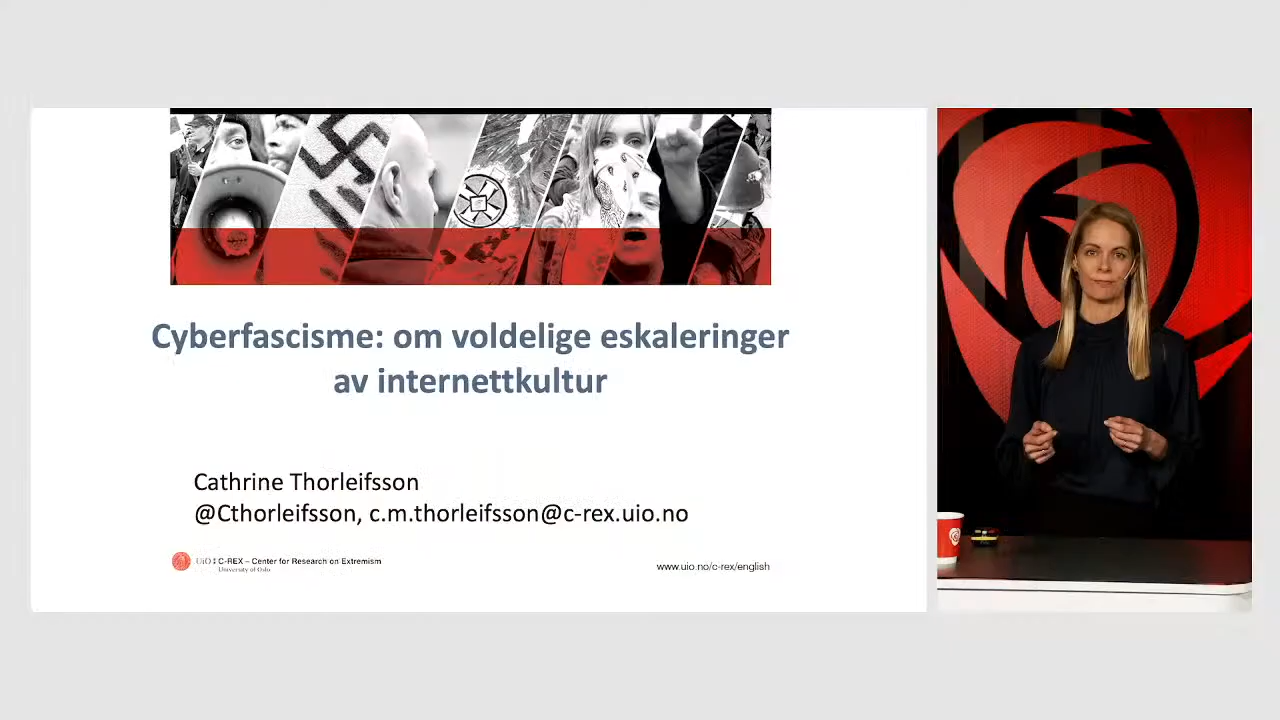 Cyberfascisme: om voldelige eskaleringer
av internettkultur
Cathrine Thorleifsson
@Cthorleifsson, c.m.thorleifsson@c-rex.uio.no
UiO : C-REX – Center for Research on Extremism
University of Oslo
www.uio.no/c-rex/english